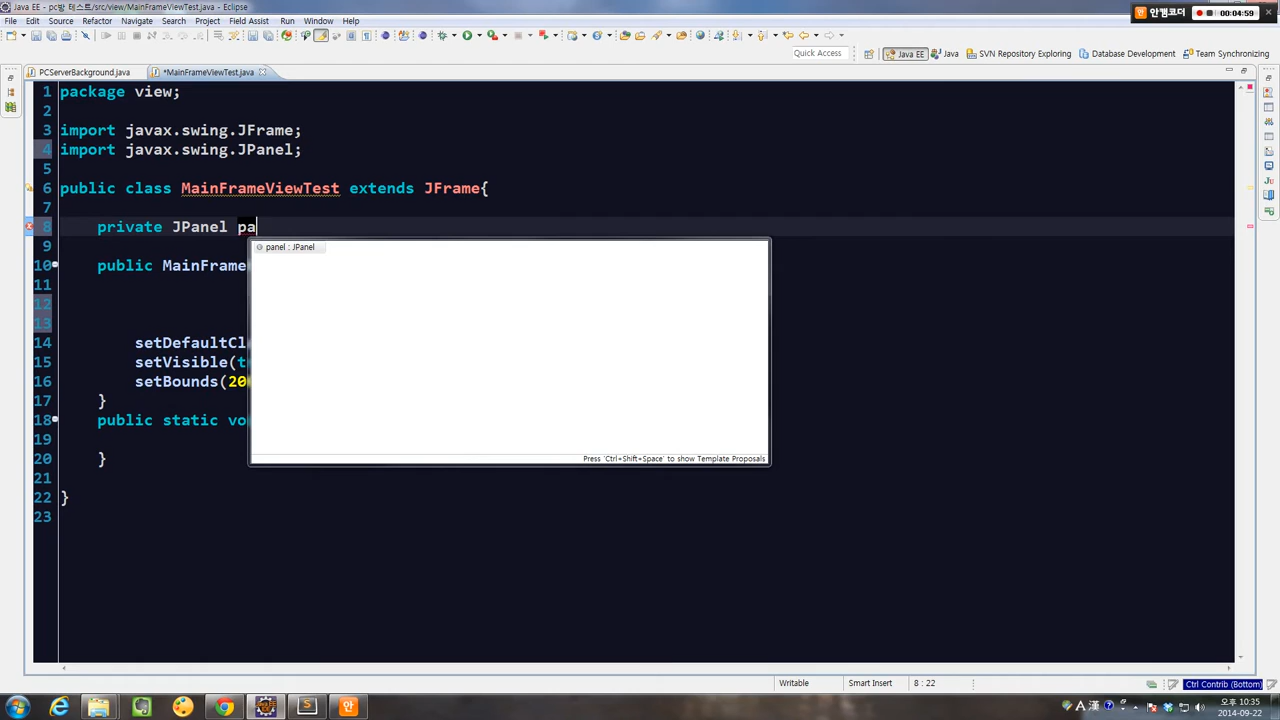 Java EE - pc방 테스트/src/view/MainFrameViewTest.java - Eclipse
안캠코더 00:04:59
File Edit Source Refactor Navigate Search Project Field Assist Run Window Help
Quick Access Java EE Java SVN Repository Exploring Database Development Team Synchronizing
PCServerBackground.java *MainFrameViewTest.java
1 package view;
2
3 import javax.swing.JFrame;
4 import javax.swing.JPanel;
5
6 public class MainFrameViewTest extends JFrame{
7
8 private JPanel pa
panel : JPanel
9
10 public MainFrame
11
12
13
14 setDefaultCl
15 setVisible(t
16 setBounds(20
17 }
18 public static vo
19
Press 'Ctrl+Shift+Space' to show Template Proposals
20 }
21
22 }
23
Writable Smart Insert 8 : 22 Ctrl Contrib (Bottom)
A 漢 오후 10:35
2014-09-22